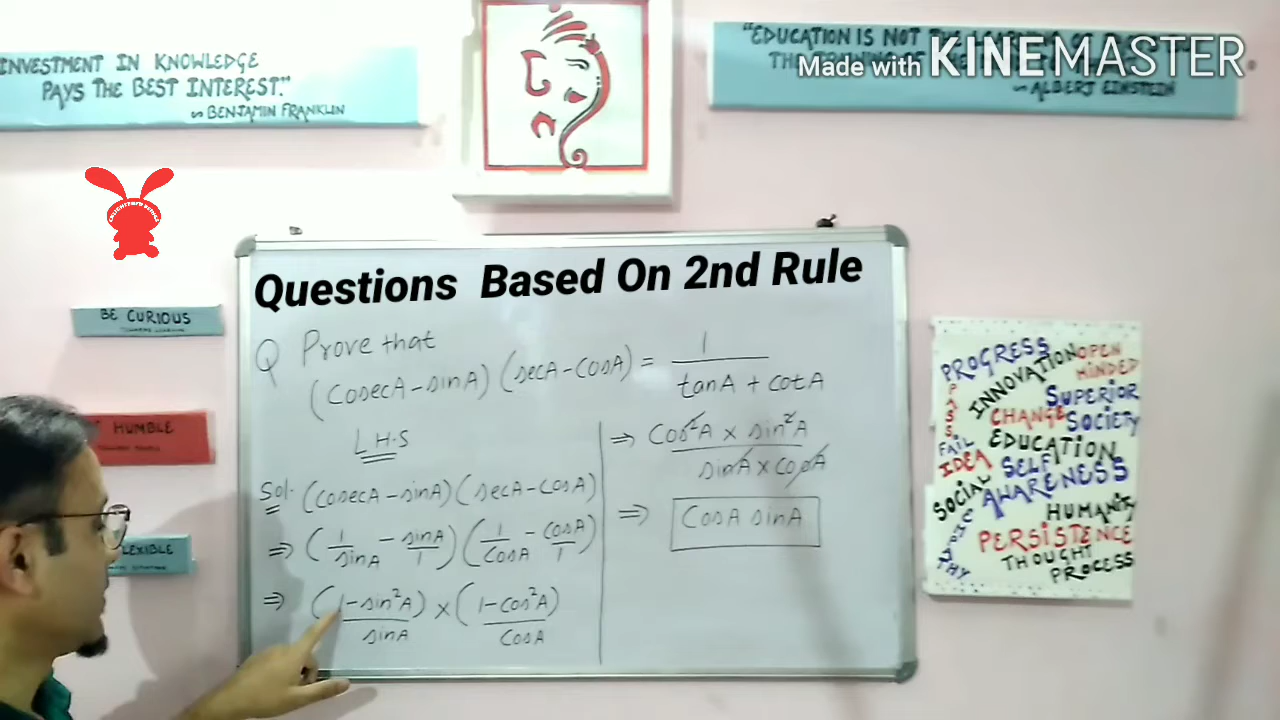 INVESTMENT IN KNOWLEDGE
PAYS THE BEST INTEREST."
~ BENJAMIN FRANKLIN
"EDUCATION IS NOT THE
~ ALBERT EINSTEIN
Made with KINEMASTER
BE CURIOUS
HUMBLE
FLEXIBLE
Questions Based On 2nd Rule
Q Prove that
(CosecA - sinA) (secA - cosA) = 1 / tanA + cotA
L.H.S
Sol. (cosecA - sinA) (secA - cosA)
⇒ (1/sinA - sinA/1) (1/cosA - cosA/1)
⇒ (1 - sin²A)/sinA × (1 - cos²A)/cosA
⇒ Cos²A × sin²A / sinA × cosA
⇒ CosA sinA
PROGRESS
INNOVATION
OPEN
MINDED
PASS
SUPERIOR
CHANGE
SOCIETY
FAIL
EDUCATION
IDEA
SELF
AWARENESS
SOCIAL
HUMANITY
PERSISTENCE
THOUGHT
PROCESS